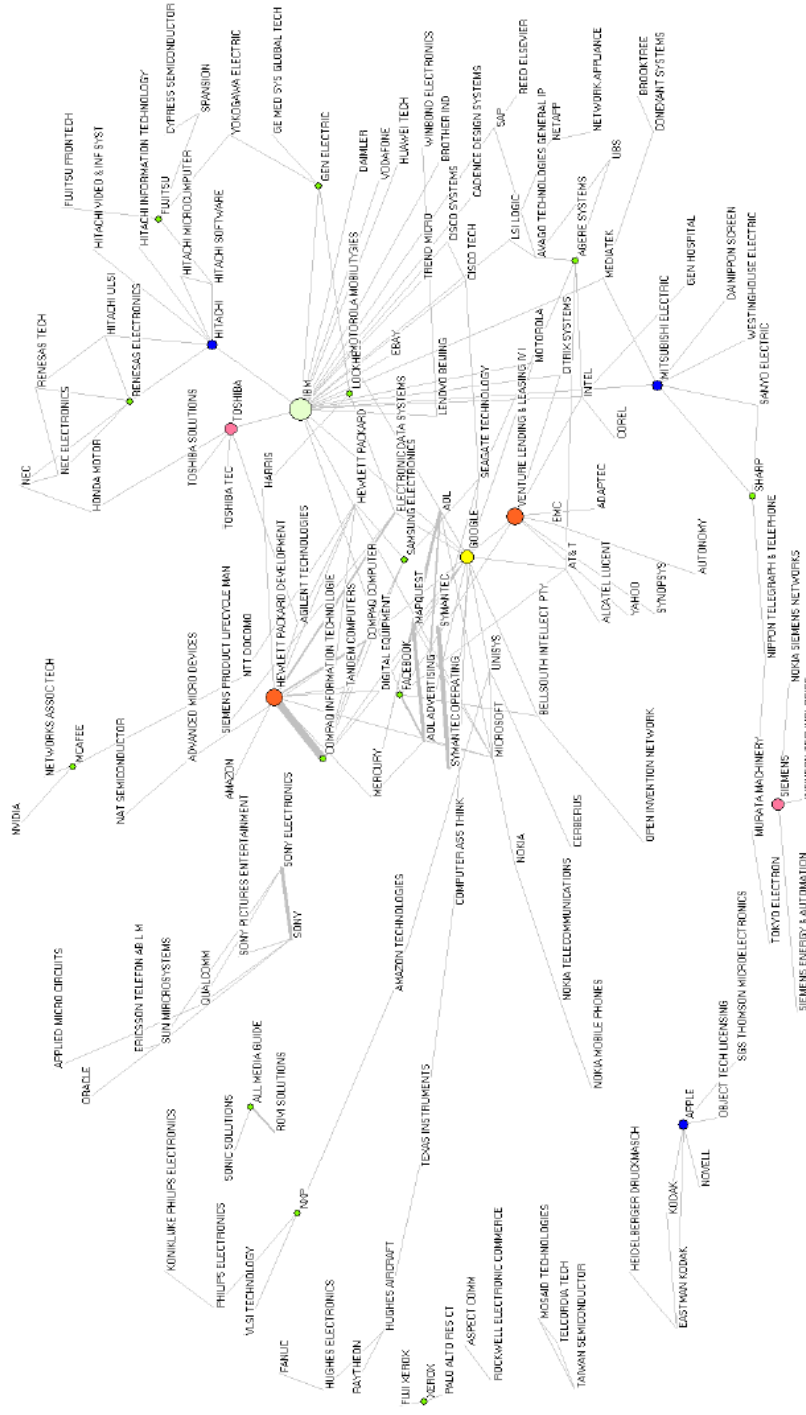 FUJITSU FRONTECH
HITACHI VIDEO & INF SYST
HITACHI INFORMATION TECHNOLOGY
CYPRESS SEMICONDUCTOR
SPANSION
YOKOGAWA ELECTRIC
GE MED SYS GLOBAL TECH
FUJITSU
HITACHI MICROCOMPUTER
HITACHI SOFTWARE
GEN ELECTRIC
DAIMLER
VODAFONE
HUAWEI TECH
WINBOND ELECTRONICS
BROTHER IND
CISCO SYSTEMS
CADENCE DESIGN SYSTEMS
SAP
REED ELSEVIER
NETAPP
NETWORK APPLIANCE
UBS
BROOKTREE
CONEXANT SYSTEMS
RENESAS TECH
HITACHI ULSI
RENESAS ELECTRONICS
HITACHI
TREND MICRO
CISCO TECH
LSI LOGIC
AVAGO TECHNOLOGIES GENERAL IP
AGERE SYSTEMS
MEDIATEK
MITSUBISHI ELECTRIC
GEN HOSPITAL
DAINIPPON SCREEN
WESTINGHOUSE ELECTRIC
SANYO ELECTRIC
NEC
NEC ELECTRONICS
HONDA MOTOR
TOSHIBA SOLUTIONS
TOSHIBA
TOSHIBA TEC
HARRIS
IBM
EBAY
LENOVO BEIJING
MOTOROLA
CITRIX SYSTEMS
INTEL
COREL
HEWLETT PACKARD
ELECTRONIC DATA SYSTEMS
SAMSUNG ELECTRONICS
AOL
GOOGLE
SEAGATE TECHNOLOGY
VENTURE LENDING & LEASING IVI
EMC
ADAPTEC
AT&T
ALCATEL LUCENT
YAHOO
SYNOPSYS
AUTONOMY
SHARP
NIPPON TELEGRAPH & TELEPHONE
NOKIA SIEMENS NETWORKS
HEWLETT PACKARD DEVELOPMENT
AGILENT TECHNOLOGIES
COMPAQ INFORMATION TECHNOLOGIE
TANDEM COMPUTERS
COMPAQ COMPUTER
DIGITAL EQUIPMENT
FACEBOOK
MAPQUEST
AOL ADVERTISING
SYMANTEC
SYMANTEC OPERATING
UNISYS
MICROSOFT
BELLSOUTH INTELLECT PTY
NTT DOCOMO
SIEMENS PRODUCT LIFECYCLE MAN
ADVANCED MICRO DEVICES
NETWORKS ASSOC TECH
MCAFEE
NVIDIA
NAT SEMICONDUCTOR
AMAZON
MERCURY
CERBERUS
OPEN INVENTION NETWORK
MURATA MACHINERY
SIEMENS
TOKYO ELECTRON
SIEMENS ENERGY & AUTOMATION
SONY ELECTRONICS
SONY PICTURES ENTERTAINMENT
SONY
QUALCOMM
SUN MIRCROSYSTEMS
ERICSSON TELEFON AB L M
APPLIED MICRO CIRCUITS
ORACLE
AMAZON TECHNOLOGIES
COMPUTER ASS THINK
NOKIA
NOKIA TELECOMMUNICATIONS
NOKIA MOBILE PHONES
SGS THOMSON MICROELECTRONICS
OBJECT TECH LICENSING
APPLE
NOVELL
KODAK
HEIDELBERGER DRUCKMASCH
EASTMAN KODAK
ALL MEDIA GUIDE
SONIC SOLUTIONS
ROVI SOLUTIONS
TEXAS INSTRUMENTS
KONIKLIJKE PHILIPS ELECTRONICS
PHILIPS ELECTRONICS
NXP
VLSI TECHNOLOGY
HUGHES AIRCRAFT
HUGHES ELECTRONICS
RAYTHEON
FANUC
FUJI XEROX
XEROX
PALO ALTO RES CT
ASPECT COMM
ROCKWELL ELECTRONIC COMMERCE
MOSAID TECHNOLOGIES
TELCORDIA TECH
TAIWAN SEMICONDUCTOR